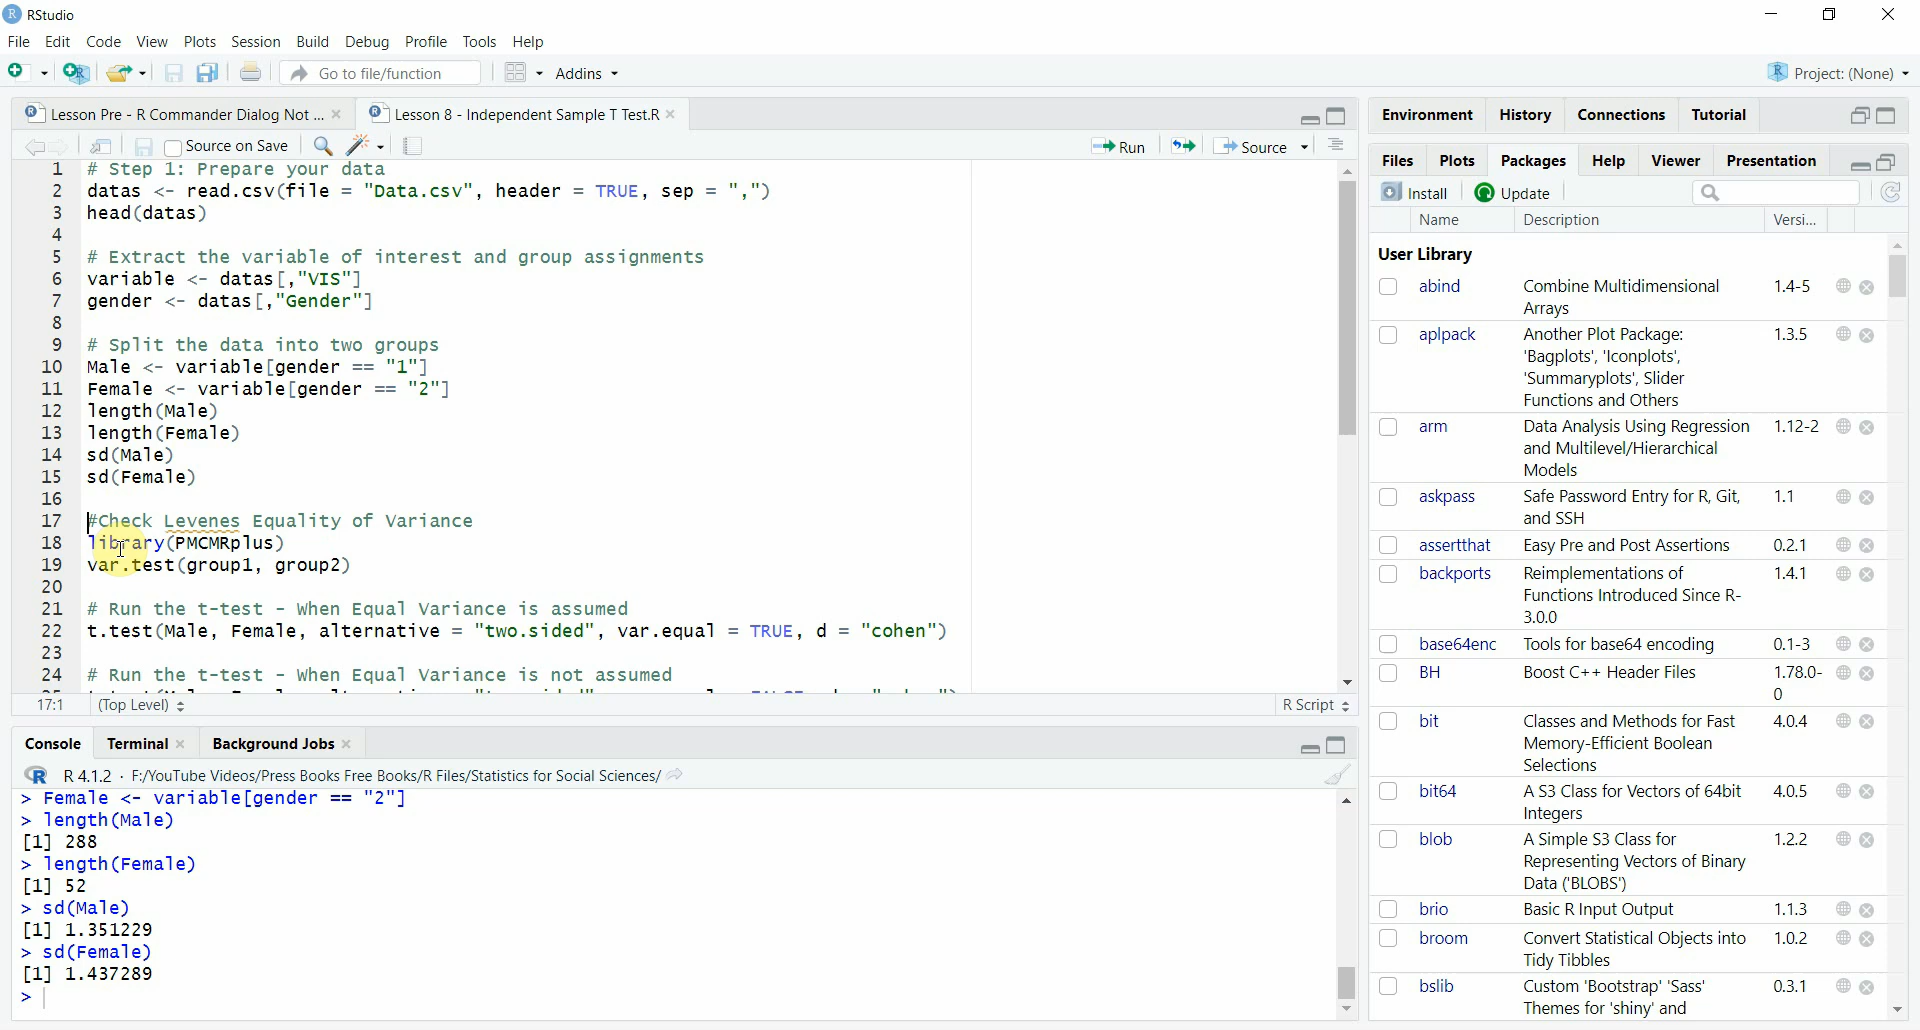 RStudio
File Edit Code View Plots Session Build Debug Profile Tools Help
Go to file/function Addins Project: (None)
Lesson Pre - R Commander Dialog Not ... Lesson 8 - Independent Sample T Test.R
Source on Save Run Source
1 # Step 1: Prepare your data
2 datas <- read.csv(file = "Data.csv", header = TRUE, sep = ",")
3 head(datas)
4
5 # Extract the variable of interest and group assignments
6 variable <- datas[,"VIS"]
7 gender <- datas[,"Gender"]
8
9 # Split the data into two groups
10 Male <- variable[gender == "1"]
11 Female <- variable[gender == "2"]
12 length(Male)
13 length(Female)
14 sd(Male)
15 sd(Female)
16
17 #Check Levenes Equality of Variance
18 library(PMCMRplus)
19 var.test(group1, group2)
20
21 # Run the t-test - When Equal Variance is assumed
22 t.test(Male, Female, alternative = "two.sided", var.equal = TRUE, d = "cohen")
23
24 # Run the t-test - When Equal Variance is not assumed
17:1 (Top Level) R Script
Console Terminal Background Jobs
R 4.1.2 · F:/YouTube Videos/Press Books Free Books/R Files/Statistics for Social Sciences/
> Female <- variable[gender == "2"]
> length(Male)
[1] 288
> length(Female)
[1] 52
> sd(Male)
[1] 1.351229
> sd(Female)
[1] 1.437289
>
Environment History Connections Tutorial
Files Plots Packages Help Viewer Presentation
Install Update
Name Description Versi...
User Library
abind Combine Multidimensional 1.4-5
Arrays
aplpack Another Plot Package: 1.3.5
'Bagplots', 'Iconplots',
'Summaryplots', Slider
Functions and Others
arm Data Analysis Using Regression 1.12-2
and Multilevel/Hierarchical
Models
askpass Safe Password Entry for R, Git, 1.1
and SSH
assertthat Easy Pre and Post Assertions 0.2.1
backports Reimplementations of 1.4.1
Functions Introduced Since R-
3.0.0
base64enc Tools for base64 encoding 0.1-3
BH Boost C++ Header Files 1.78.0-
0
bit Classes and Methods for Fast 4.0.4
Memory-Efficient Boolean
Selections
bit64 A S3 Class for Vectors of 64bit 4.0.5
Integers
blob A Simple S3 Class for 1.2.2
Representing Vectors of Binary
Data ('BLOBS')
brio Basic R Input Output 1.1.3
broom Convert Statistical Objects into 1.0.2
Tidy Tibbles
bslib Custom 'Bootstrap' 'Sass' 0.3.1
Themes for 'shiny' and